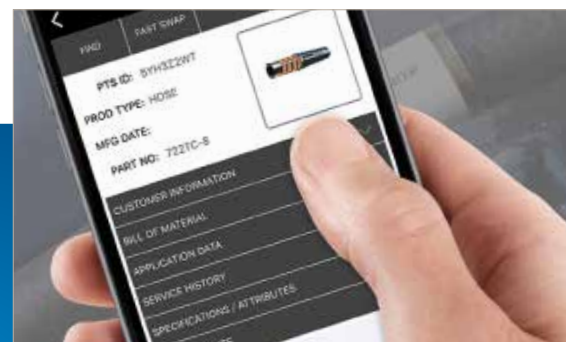 FIND FAST SWAP
PTS ID: 5YH3Z2WT
PROD TYPE: HOSE
MFG DATE:
PART NO: 722TC-8
CUSTOMER INFORMATION
BILL OF MATERIAL
APPLICATION DATA
SERVICE HISTORY
SPECIFICATIONS / ATTRIBUTES